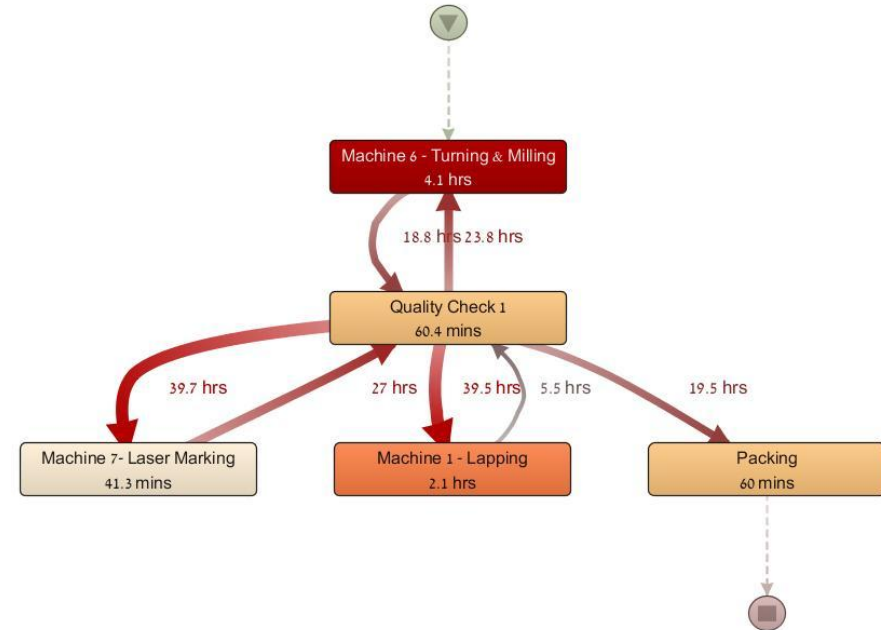 Machine 6 - Turning & Milling
4.1 hrs
18.8 hrs 23.8 hrs
Quality Check 1
60.4 mins
39.7 hrs 27 hrs 39.5 hrs 5.5 hrs 19.5 hrs
Machine 7- Laser Marking
41.3 mins
Machine 1 - Lapping
2.1 hrs
Packing
60 mins